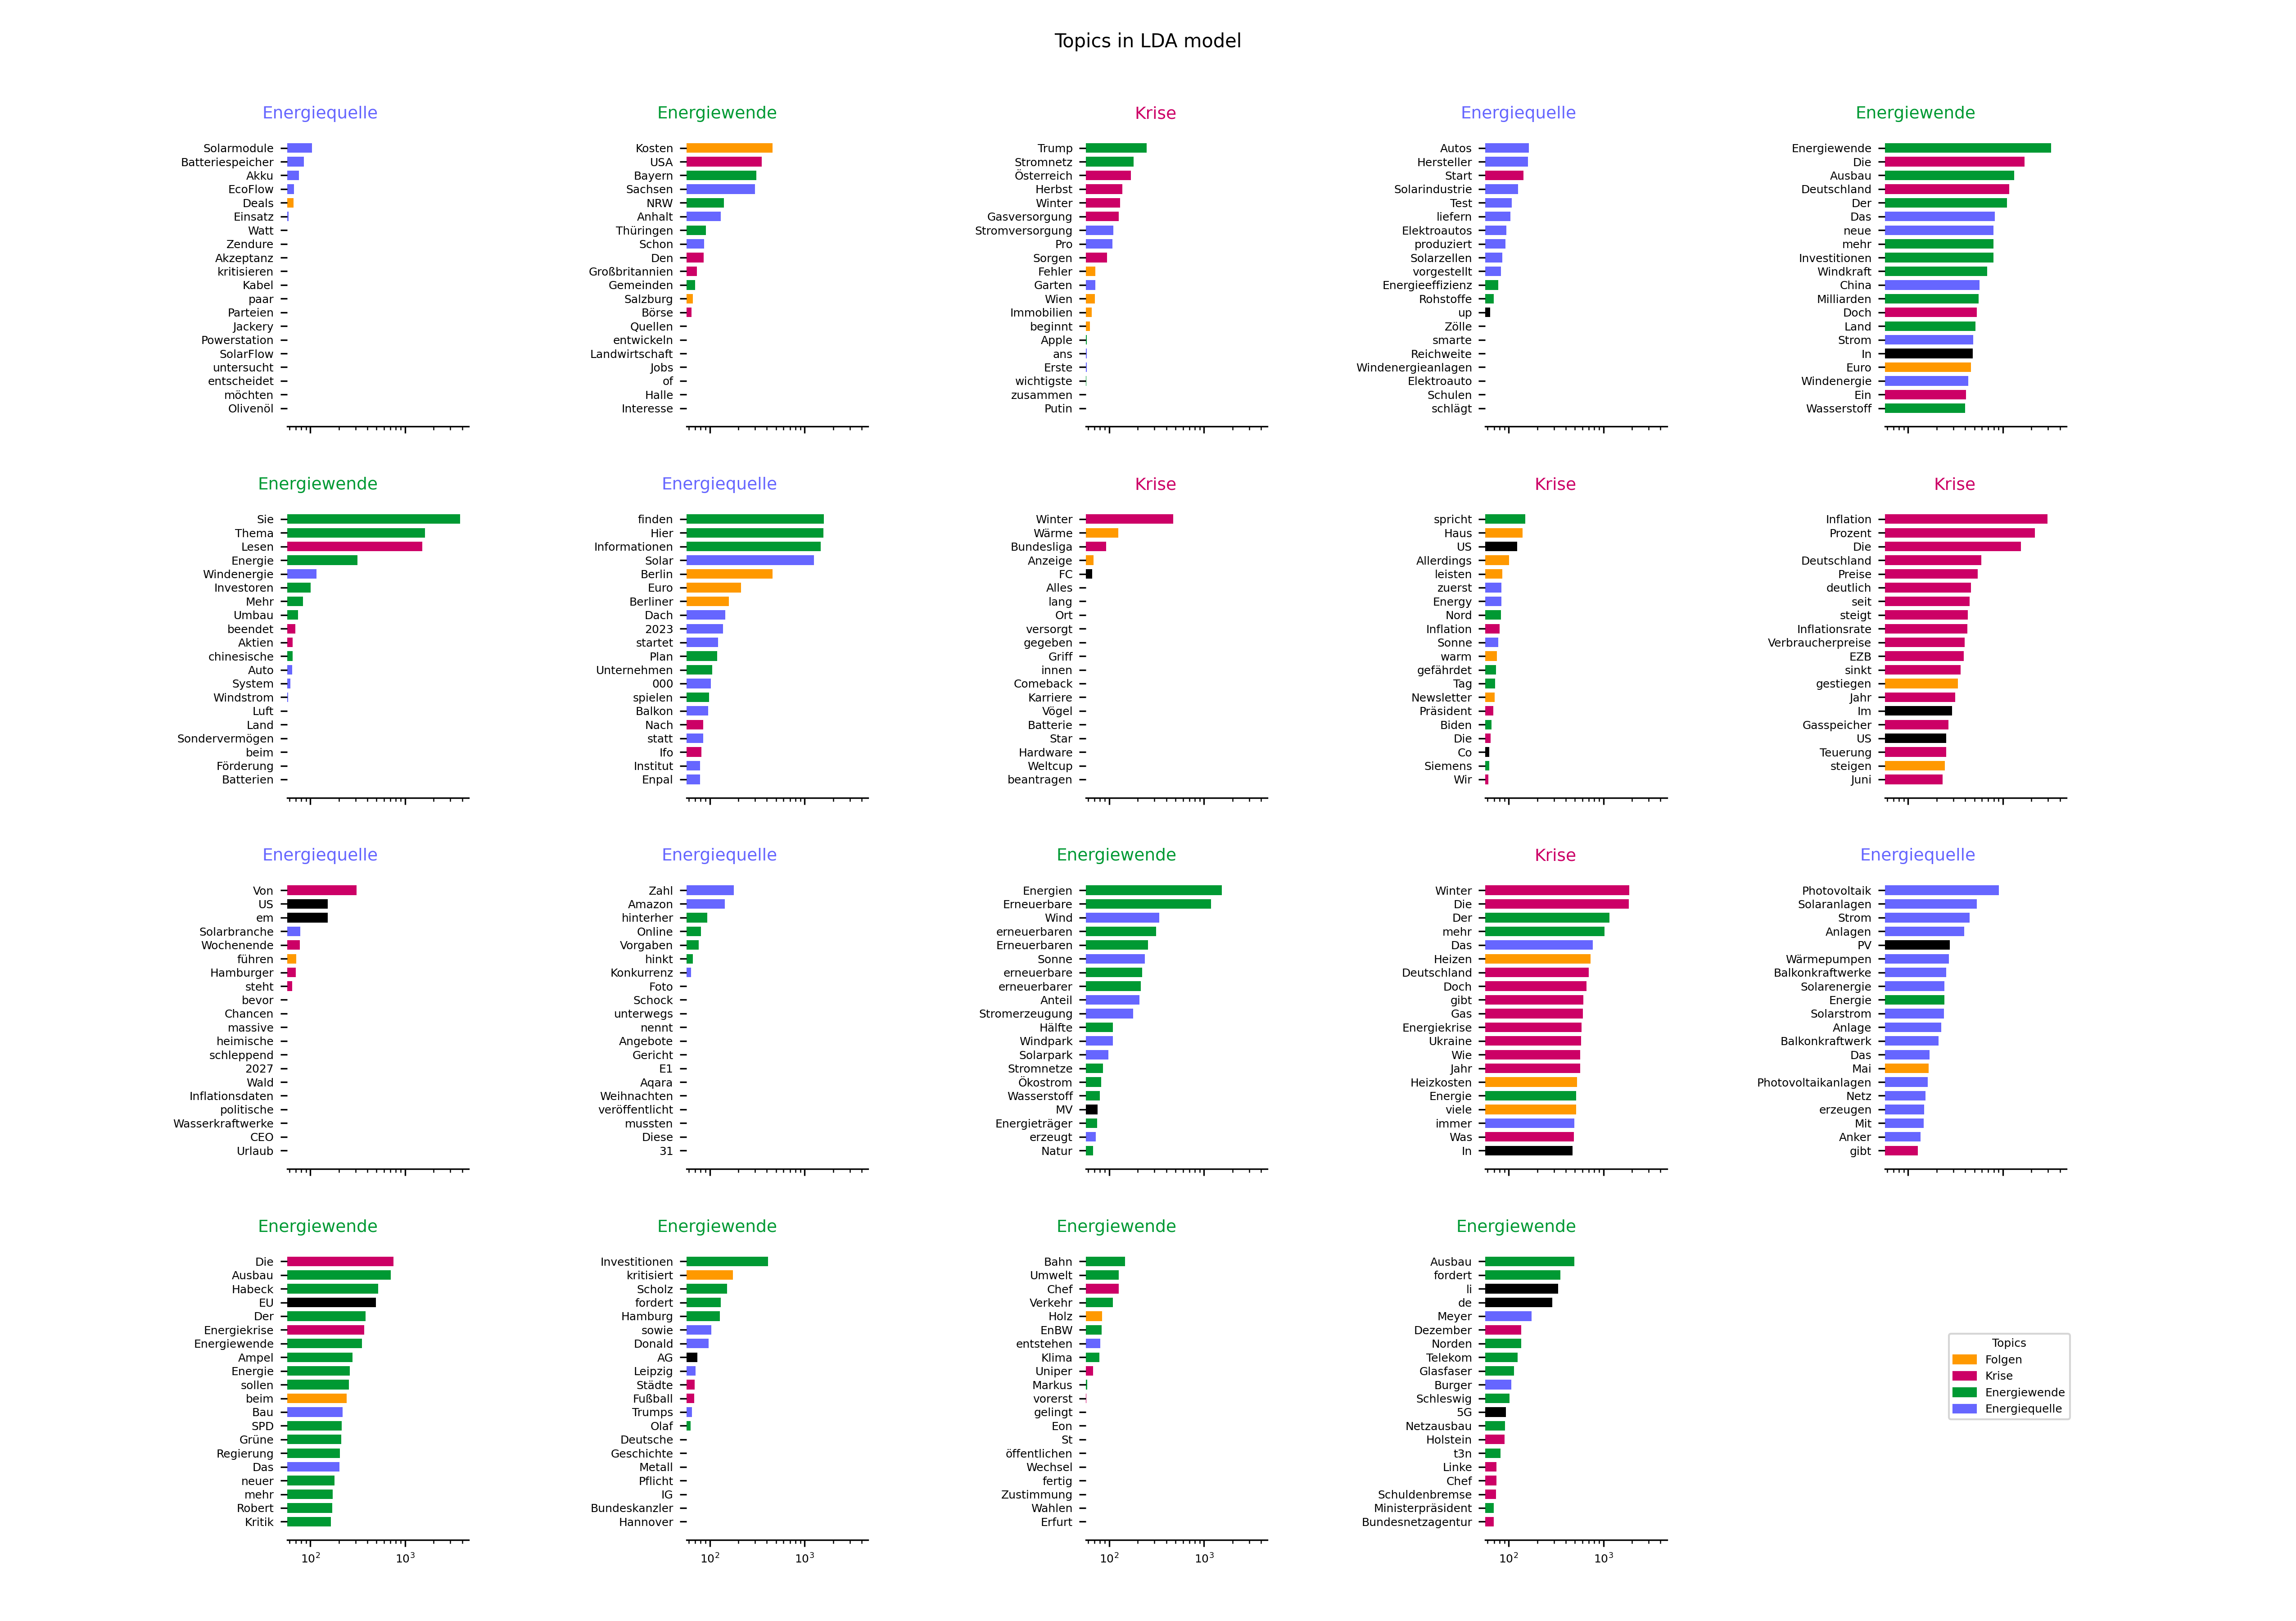 Topics in LDA model
Energiequelle
Solarmodule
Batteriespeicher
Akku
EcoFlow
Deals
Einsatz
Watt
Zendure
Akzeptanz
kritisieren
Kabel
paar
Parteien
Jackery
Powerstation
SolarFlow
untersucht
entscheidet
möchten
Olivenöl
Energiewende
Kosten
USA
Bayern
Sachsen
NRW
Anhalt
Thüringen
Schon
Den
Großbritannien
Gemeinden
Salzburg
Börse
Quellen
entwickeln
Landwirtschaft
Jobs
of
Halle
Interesse
Krise
Trump
Stromnetz
Österreich
Herbst
Winter
Gasversorgung
Stromversorgung
Pro
Sorgen
Fehler
Garten
Wien
Immobilien
beginnt
Apple
ans
Erste
wichtigste
zusammen
Putin
Energiequelle
Autos
Hersteller
Start
Solarindustrie
Test
liefern
Elektroautos
produziert
Solarzellen
vorgestellt
Energieeffizienz
Rohstoffe
up
Zölle
smarte
Reichweite
Windenergieanlagen
Elektroauto
Schulen
schlägt
Energiewende
Energiewende
Die
Ausbau
Deutschland
Der
Das
neue
mehr
Investitionen
Windkraft
China
Milliarden
Doch
Land
Strom
In
Euro
Windenergie
Ein
Wasserstoff
Energiewende
Sie
Thema
Lesen
Energie
Windenergie
Investoren
Mehr
Umbau
beendet
Aktien
chinesische
Auto
System
Windstrom
Luft
Land
Sondervermögen
beim
Förderung
Batterien
Energiequelle
finden
Hier
Informationen
Solar
Berlin
Euro
Berliner
Dach
2023
startet
Plan
Unternehmen
000
spielen
Balkon
Nach
statt
Ifo
Institut
Enpal
Krise
Winter
Wärme
Bundesliga
Anzeige
FC
Alles
lang
Ort
versorgt
gegeben
Griff
innen
Comeback
Karriere
Vögel
Batterie
Star
Hardware
Weltcup
beantragen
Krise
spricht
Haus
US
Allerdings
leisten
zuerst
Energy
Nord
Inflation
Sonne
warm
gefährdet
Tag
Newsletter
Präsident
Biden
Die
Co
Siemens
Wir
Krise
Inflation
Prozent
Die
Deutschland
Preise
deutlich
seit
steigt
Inflationsrate
Verbraucherpreise
EZB
sinkt
gestiegen
Jahr
Im
Gasspeicher
US
Teuerung
steigen
Juni
Energiequelle
Von
US
em
Solarbranche
Wochenende
führen
Hamburger
steht
bevor
Chancen
massive
heimische
schleppend
2027
Wald
Inflationsdaten
politische
Wasserkraftwerke
CEO
Urlaub
Energiequelle
Zahl
Amazon
hinterher
Online
Vorgaben
hinkt
Konkurrenz
Foto
Schock
unterwegs
nennt
Angebote
Gericht
E1
Aqara
Weihnachten
veröffentlicht
mussten
Diese
31
Energiewende
Energien
Erneuerbare
Wind
erneuerbaren
Erneuerbaren
Sonne
erneuerbare
erneuerbarer
Anteil
Stromerzeugung
Hälfte
Windpark
Solarpark
Stromnetze
Ökostrom
Wasserstoff
MV
Energieträger
erzeugt
Natur
Krise
Winter
Die
Der
mehr
Das
Heizen
Deutschland
Doch
gibt
Gas
Energiekrise
Ukraine
Wie
Jahr
Heizkosten
Energie
viele
immer
Was
In
Energiequelle
Photovoltaik
Solaranlagen
Strom
Anlagen
PV
Wärmepumpen
Balkonkraftwerke
Solarenergie
Energie
Solarstrom
Anlage
Balkonkraftwerk
Das
Mai
Photovoltaikanlagen
Netz
erzeugen
Mit
Anker
gibt
Energiewende
Die
Ausbau
Habeck
EU
Der
Energiekrise
Energiewende
Ampel
Energie
sollen
beim
Bau
SPD
Grüne
Regierung
Das
neuer
mehr
Robert
Kritik
10² 10³
Energiewende
Investitionen
kritisiert
Scholz
fordert
Hamburg
sowie
Donald
AG
Leipzig
Städte
Fußball
Trumps
Olaf
Deutsche
Geschichte
Metall
Pflicht
IG
Bundeskanzler
Hannover
10² 10³
Energiewende
Bahn
Umwelt
Chef
Verkehr
Holz
EnBW
entstehen
Klima
Uniper
Markus
vorerst
gelingt
Eon
St
öffentlichen
Wechsel
fertig
Zustimmung
Wahlen
Erfurt
10² 10³
Energiewende
Ausbau
fordert
li
de
Meyer
Dezember
Norden
Telekom
Glasfaser
Burger
Schleswig
5G
Netzausbau
Holstein
t3n
Linke
Chef
Schuldenbremse
Ministerpräsident
Bundesnetzagentur
10² 10³
Topics
Folgen
Krise
Energiewende
Energiequelle